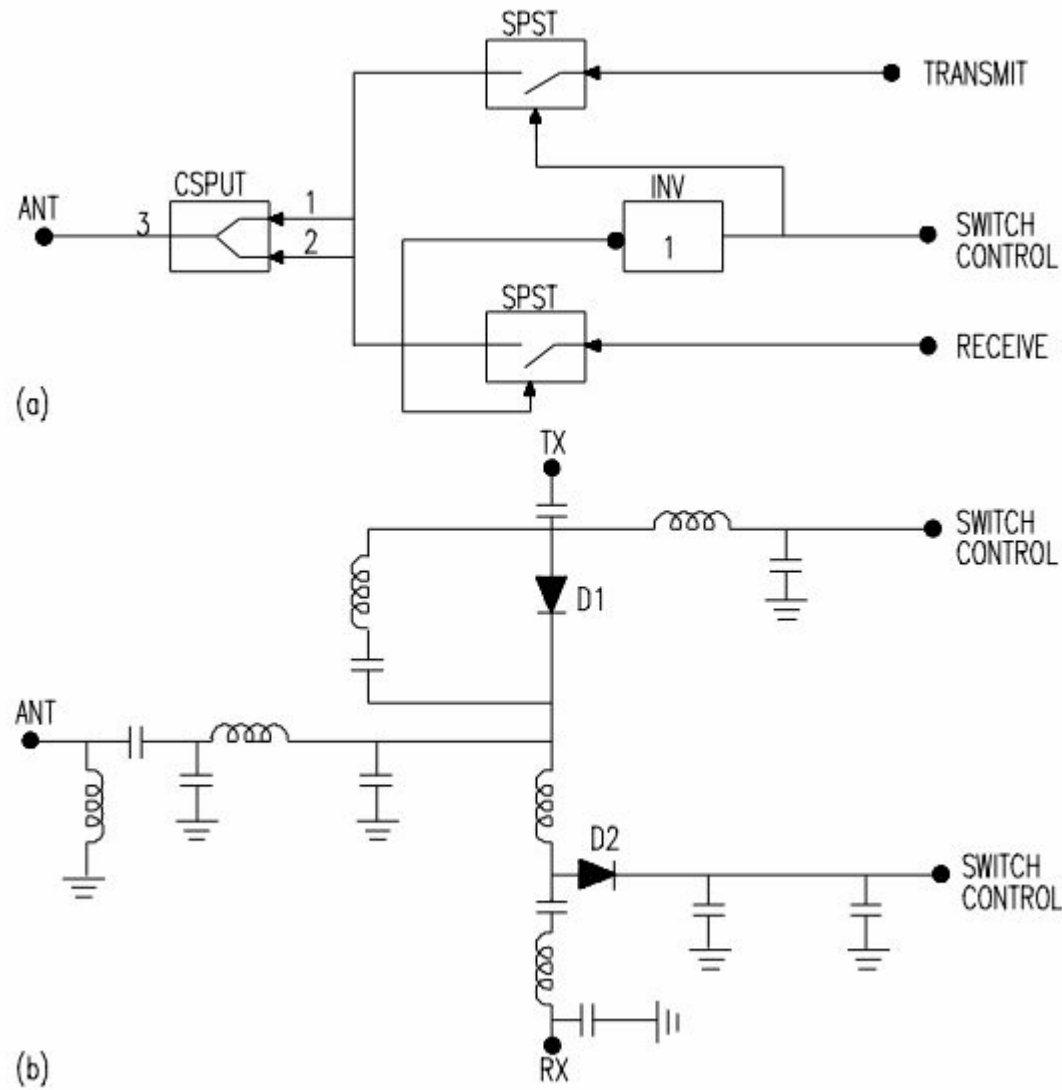 SPST
TRANSMIT
CSPUT
INV
ANT
3
1
2
1
SWITCH
CONTROL
SPST
RECEIVE
(a)
TX
SWITCH
CONTROL
D1
ANT
D2
SWITCH
CONTROL
RX
(b)